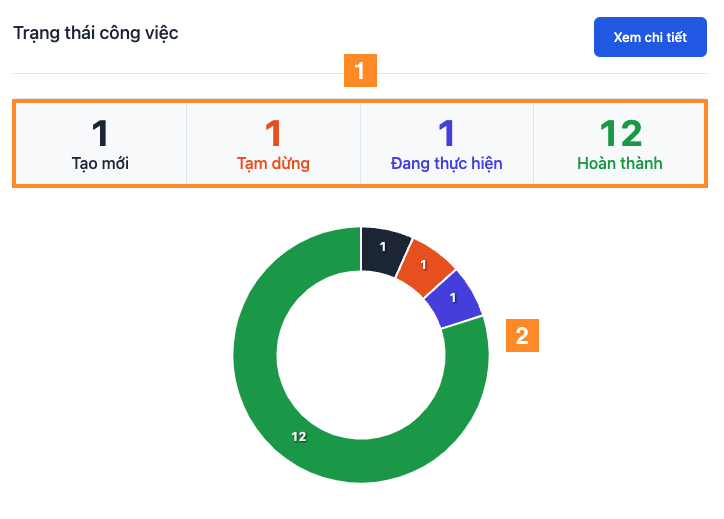 Trạng thái công việc
Xem chi tiết
1
1
1
1
12
Tạo mới
Tạm dừng
Đang thực hiện
Hoàn thành
1
1
1
2
12